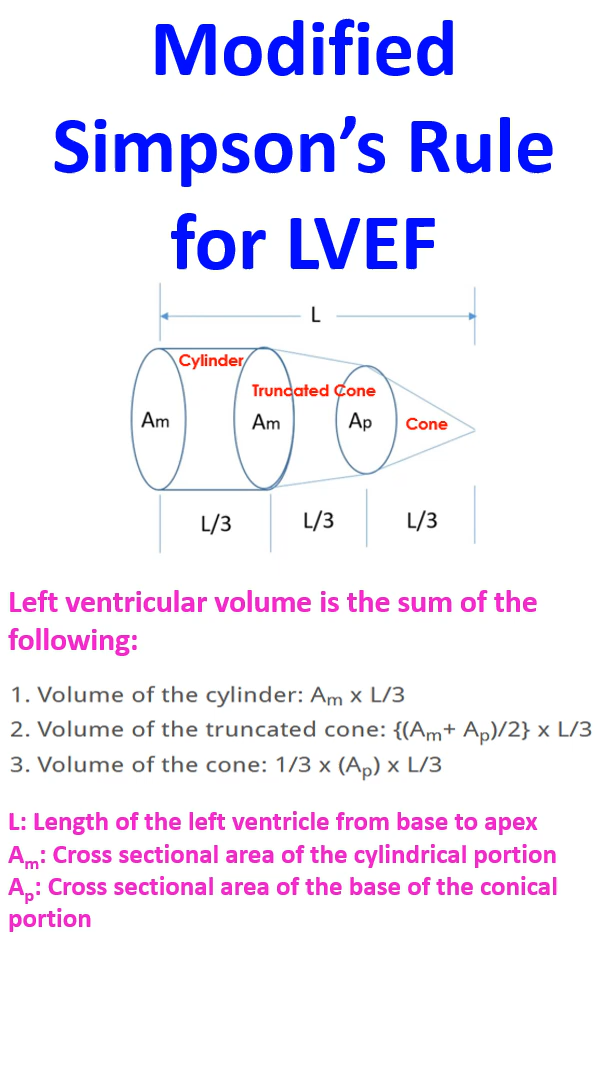 Modified
Simpson’s Rule
for LVEF
L
Cylinder
Truncated Cone
Am
Am
Ap
Cone
L/3
L/3
L/3
Left ventricular volume is the sum of the
following:
1. Volume of the cylinder: Am x L/3
2. Volume of the truncated cone: {(Am+ Ap)/2} x L/3
3. Volume of the cone: 1/3 x (Ap) x L/3
L: Length of the left ventricle from base to apex
Am: Cross sectional area of the cylindrical portion
Ap: Cross sectional area of the base of the conical
portion